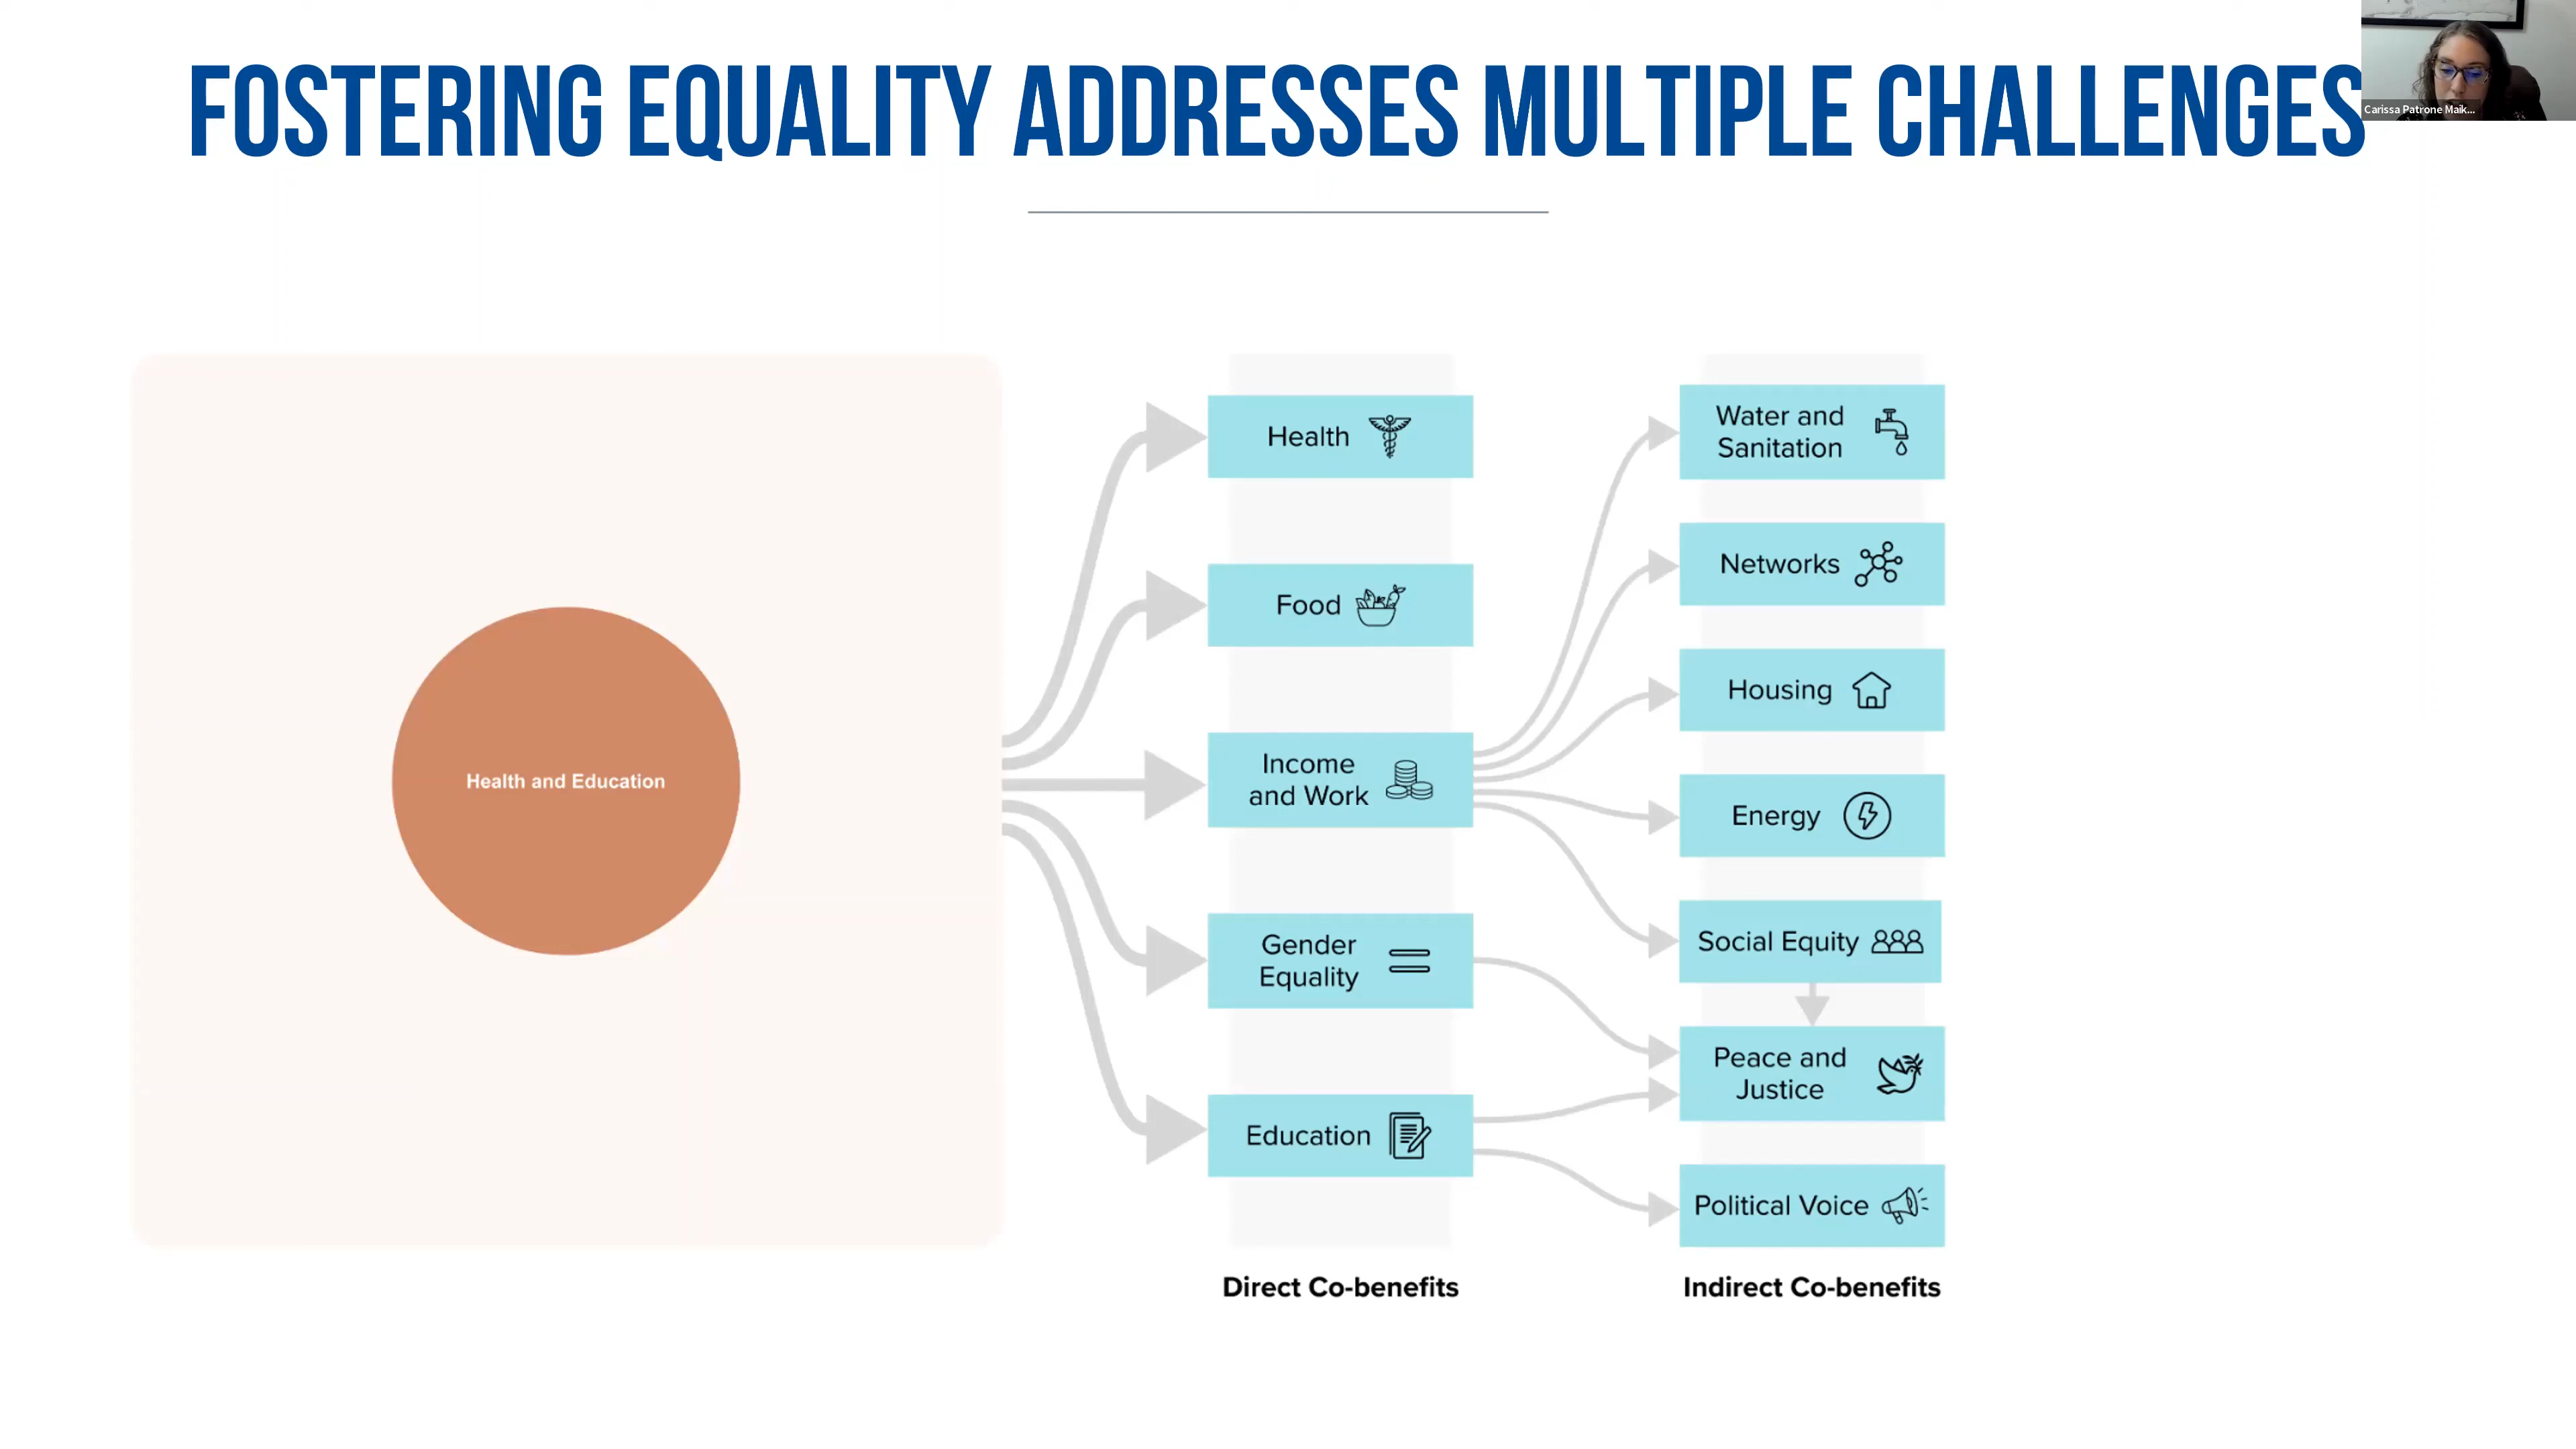 FOSTERING EQUALITY ADDRESSES MULTIPLE CHALLENGES
Carissa Patrone Maik...
Health and Education
Health
Food
Income
and Work
Gender
Equality
Education
Direct Co-benefits
Water and
Sanitation
Networks
Housing
Energy
Social Equity
Peace and
Justice
Political Voice
Indirect Co-benefits